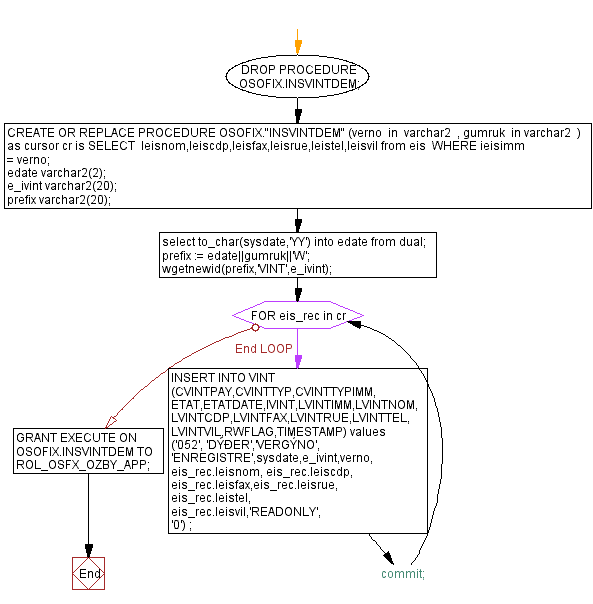 DROP PROCEDURE
OSOFIX.INSVINTDEM;
CREATE OR REPLACE PROCEDURE OSOFIX."INSVINTDEM" (verno in varchar2 , gumruk in varchar2 )
as cursor cr is SELECT leisnom,leiscdp,leisfax,leisrue,leistel,leisvil from eis WHERE ieisimm
= verno;
edate varchar2(2);
e_ivint varchar2(20);
prefix varchar2(20);
select to_char(sysdate,'YY') into edate from dual;
prefix := edate||gumruk||'VV';
wgetnewid(prefix,'VINT',e_ivint);
FOR eis_rec in cr
End LOOP
INSERT INTO VINT
(CVINTPAY,CVINTTYP,CVINTTYPIMM,
ETAT,ETATDATE,IVINT,LVINTIMM,LVINTNOM,
LVINTCDP,LVINTFAX,LVINTRUE,LVINTTEL,
LVINTVIL,RWFLAG,TIMESTAMP) values
('052', 'DÝÐER','VERGÝNO',
'ENREGISTRE',sysdate,e_ivint,verno,
eis_rec.leisnom, eis_rec.leiscdp,
eis_rec.leisfax,eis_rec.leisrue,
eis_rec.leistel,
eis_rec.leisvil,'READONLY',
'0') ;
GRANT EXECUTE ON
OSOFIX.INSVINTDEM TO
ROL_OSFX_OZBY_APP;
End
commit;